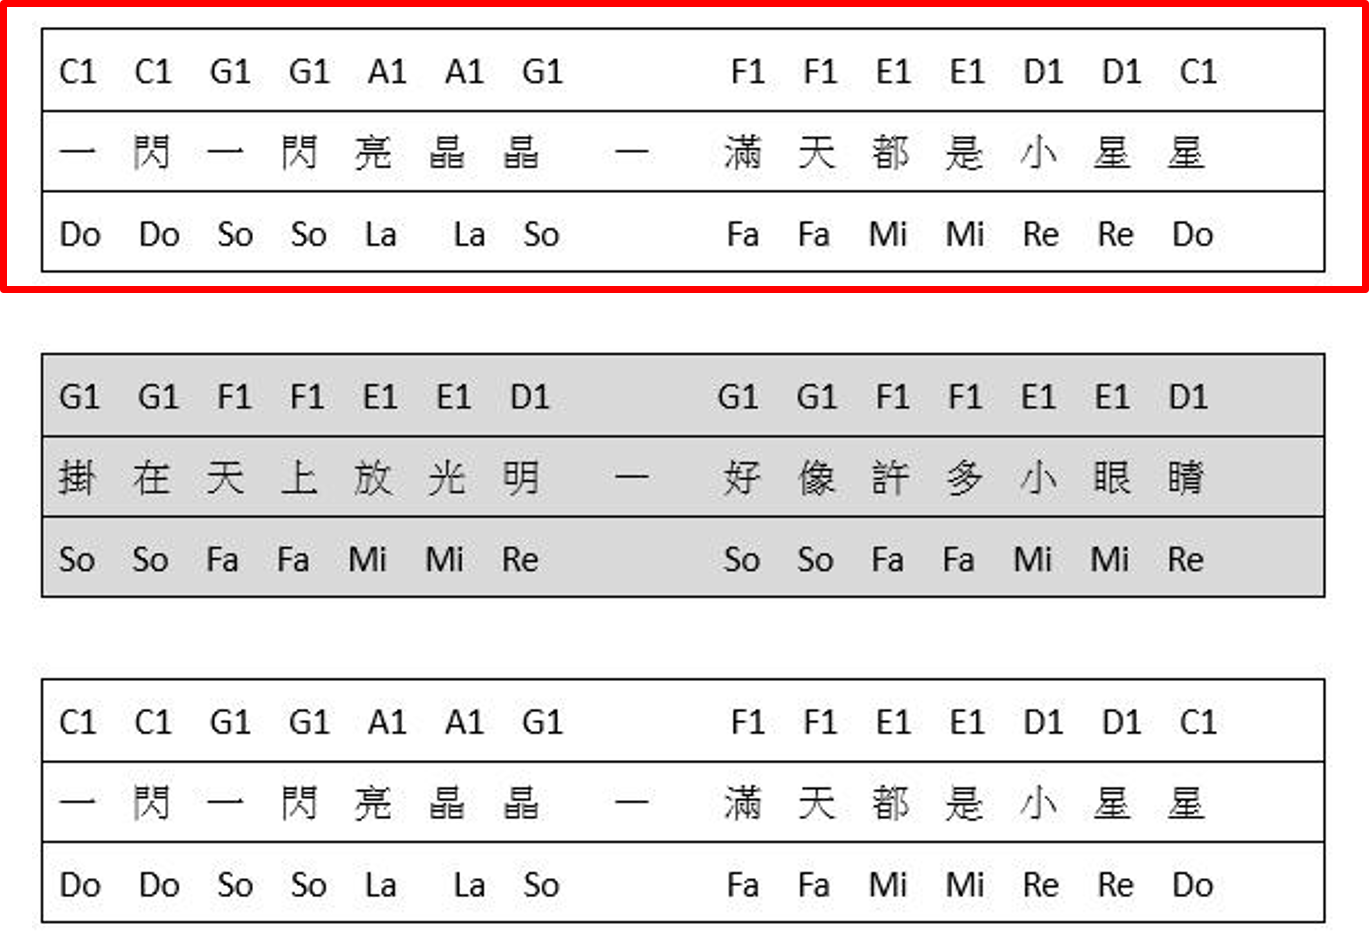 C1 C1 G1 G1 A1 A1 G1 F1 F1 E1 E1 D1 D1 C1
一 閃 一 閃 亮 晶 晶 — 滿 天 都 是 小 星 星
Do Do So So La La So Fa Fa Mi Mi Re Re Do
G1 G1 F1 F1 E1 E1 D1 G1 G1 F1 F1 E1 E1 D1
掛 在 天 上 放 光 明 — 好 像 許 多 小 眼 睛
So So Fa Fa Mi Mi Re So So Fa Fa Mi Mi Re
C1 C1 G1 G1 A1 A1 G1 F1 F1 E1 E1 D1 D1 C1
一 閃 一 閃 亮 晶 晶 — 滿 天 都 是 小 星 星
Do Do So So La La So Fa Fa Mi Mi Re Re Do